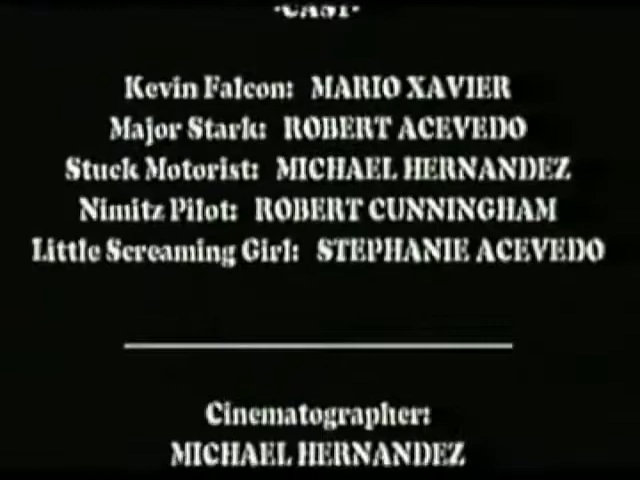 -CAST-
Kevin Falcon: MARIO XAVIER
Major Stark: ROBERT ACEVEDO
Stuck Motorist: MICHAEL HERNANDEZ
Nimitz Pilot: ROBERT CUNNINGHAM
Little Screaming Girl: STEPHANIE ACEVEDO
Cinematographer:
MICHAEL HERNANDEZ